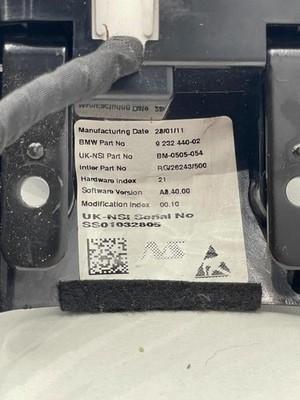 Manufacturing Date 28/01/11
BMW Part No 9 232 440-02
UK-NSI Part No BM-0505-054
Intier Part No RG/26243/500
Hardware Index 21
Software Version A8.40.00
Modification Index 00.10
UK-NSI Serial No
SS01032805
NS